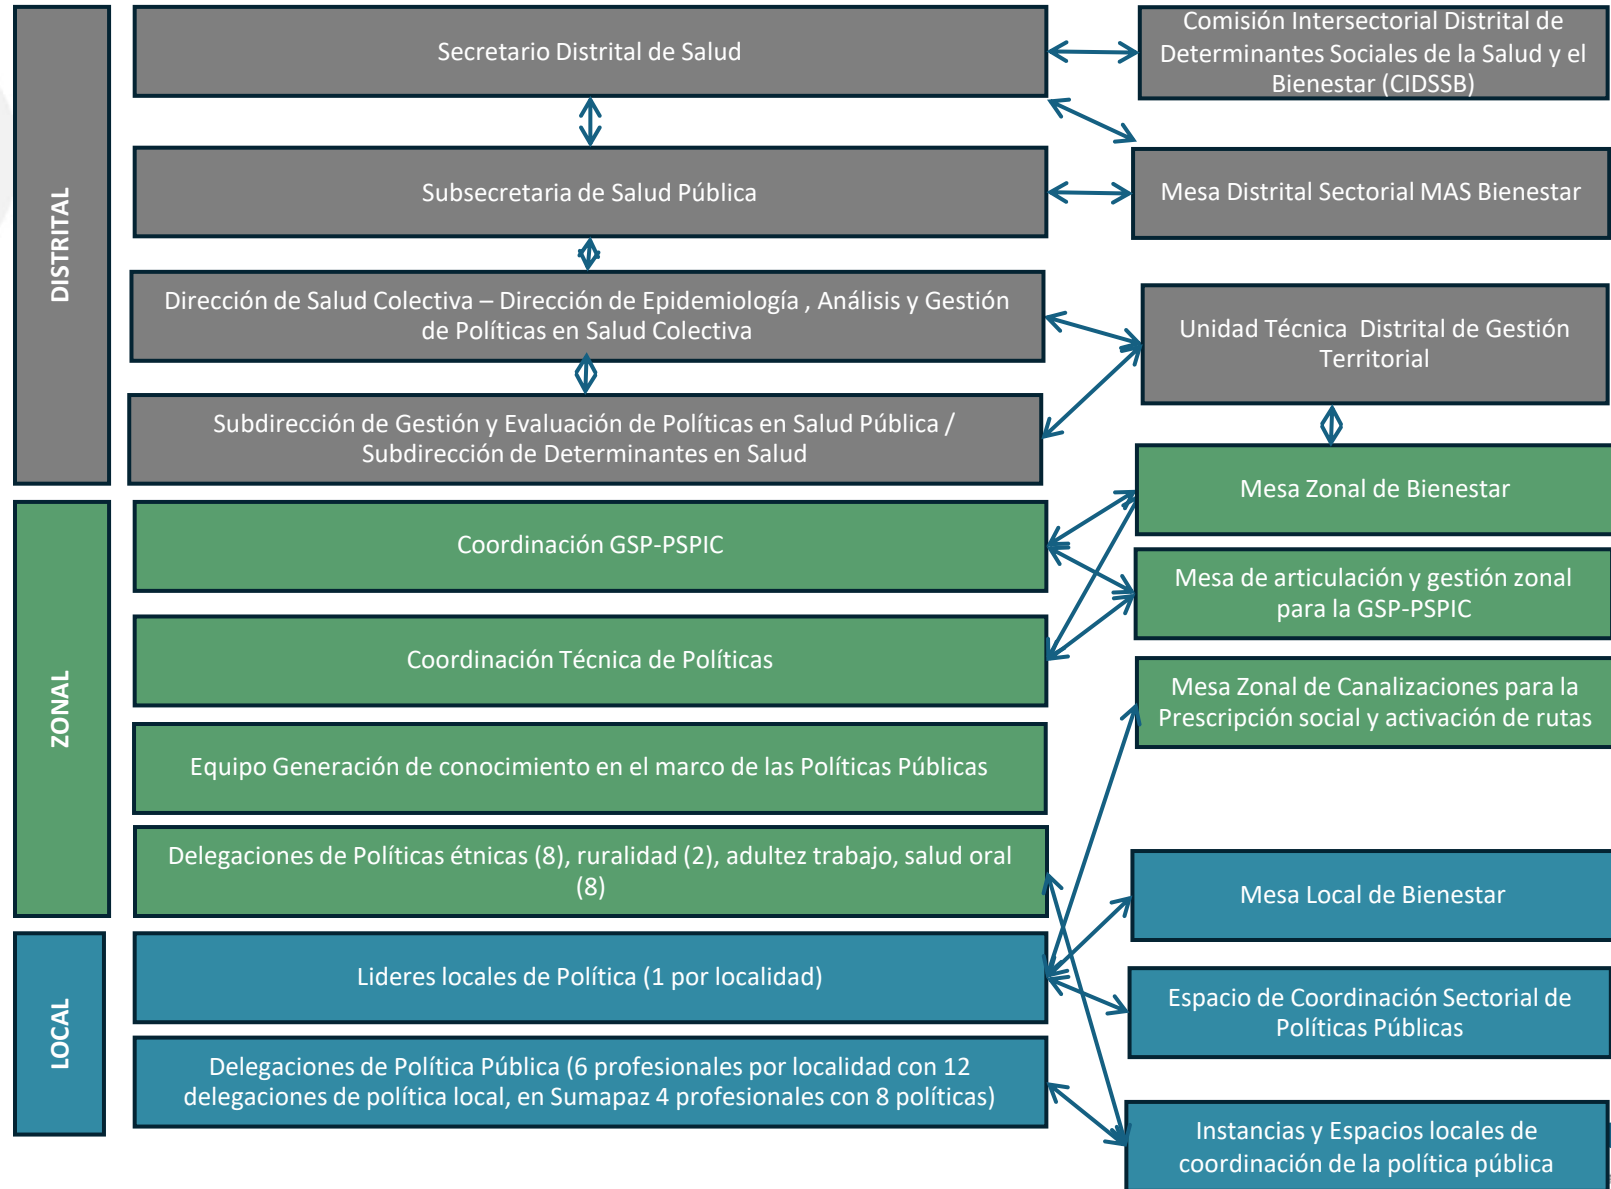 DISTRITAL
Secretario Distrital de Salud
Comisión Intersectorial Distrital de
Determinantes Sociales de la Salud y el
Bienestar (CIDSSB)
Subsecretaria de Salud Pública
Mesa Distrital Sectorial MAS Bienestar
Dirección de Salud Colectiva – Dirección de Epidemiología , Análisis y Gestión
de Políticas en Salud Colectiva
Unidad Técnica  Distrital de Gestión
Territorial
Subdirección de Gestión y Evaluación de Políticas en Salud Pública /
Subdirección de Determinantes en Salud
ZONAL
Mesa Zonal de Bienestar
Coordinación GSP-PSPIC
Mesa de articulación y gestión zonal
para la GSP-PSPIC
Coordinación Técnica de Políticas
Mesa Zonal de Canalizaciones para la
Prescripción social y activación de rutas
Equipo Generación de conocimiento en el marco de las Políticas Públicas
Delegaciones de Políticas étnicas (8), ruralidad (2), adultez trabajo, salud oral
(8)
LOCAL
Mesa Local de Bienestar
Lideres locales de Política (1 por localidad)
Espacio de Coordinación Sectorial de
Políticas Públicas
Delegaciones de Política Pública (6 profesionales por localidad con 12
delegaciones de política local, en Sumapaz 4 profesionales con 8 políticas)
Instancias y Espacios locales de
coordinación de la política pública